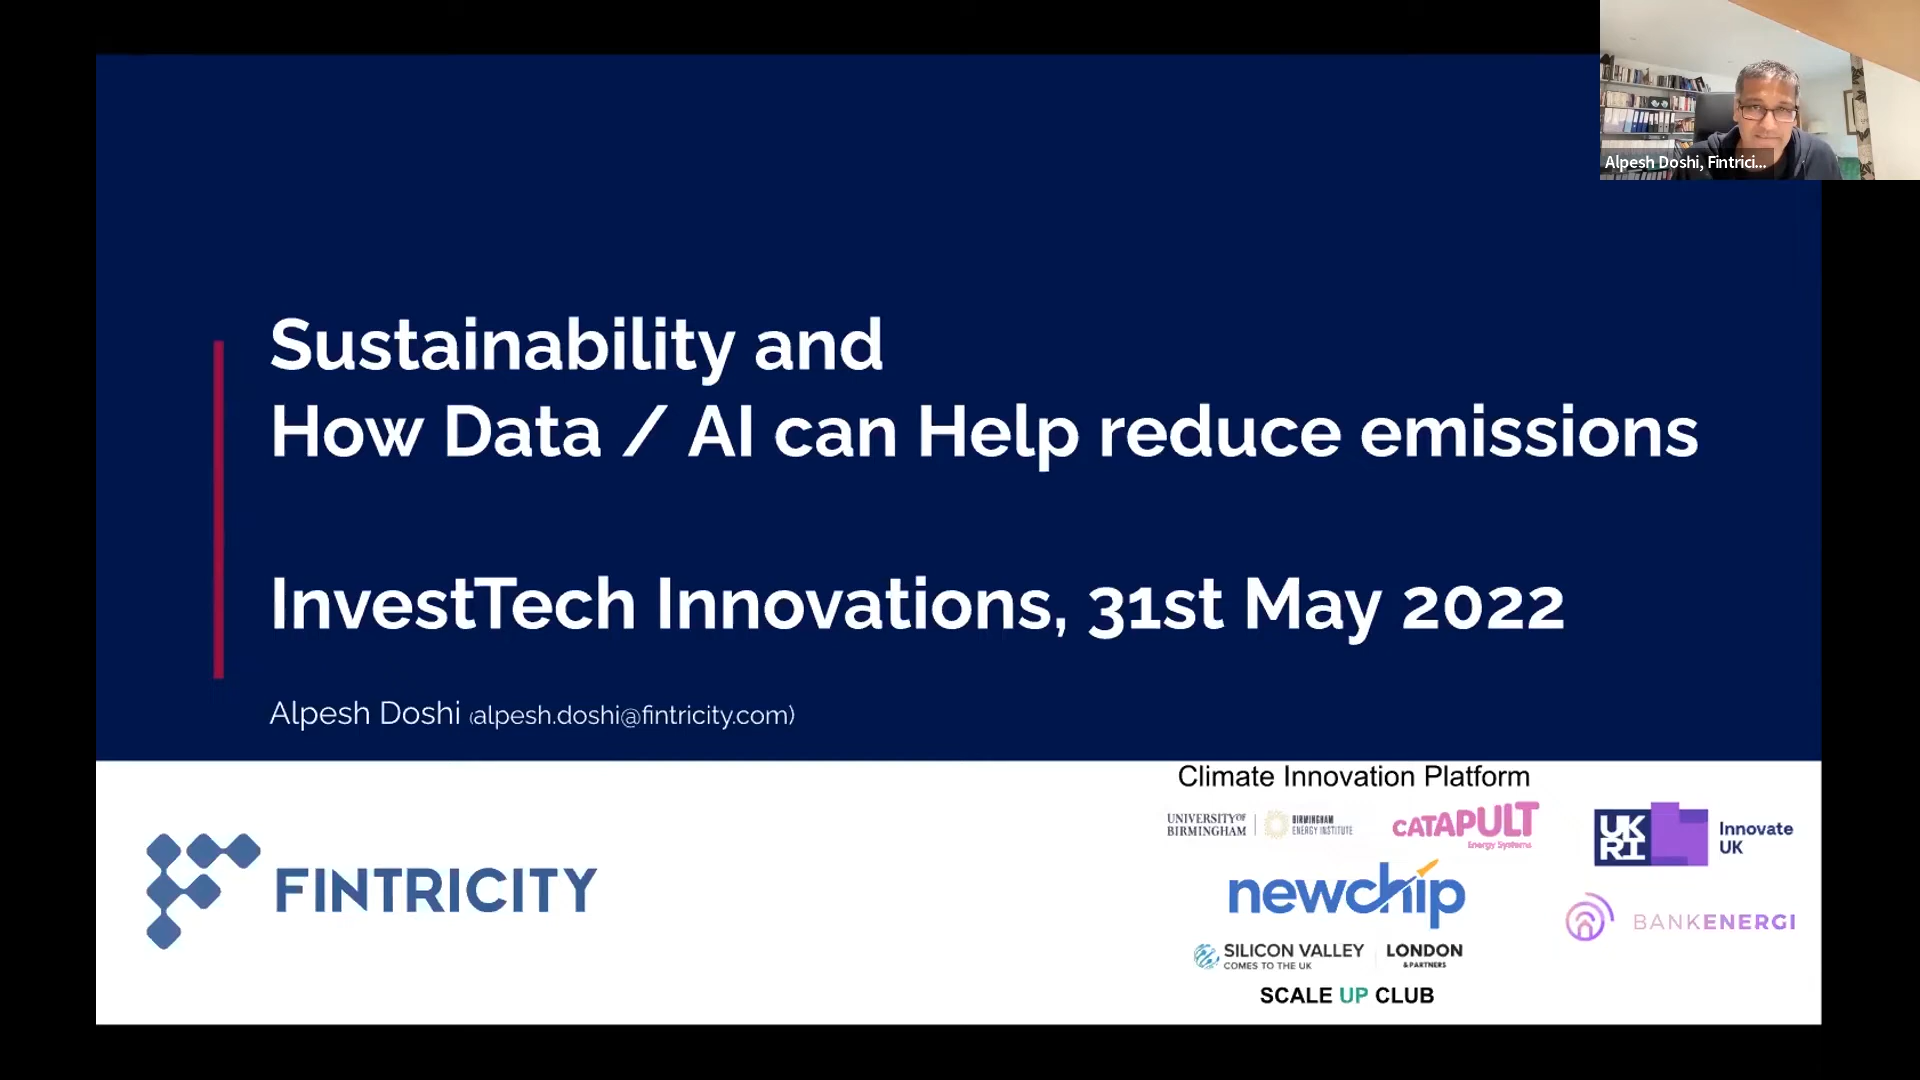 Alpesh Doshi, Fintrici...
Sustainability and
How Data / AI can Help reduce emissions
InvestTech Innovations, 31st May 2022
Alpesh Doshi (alpesh.doshi@fintricity.com)
FINTRICITY
Climate Innovation Platform
UNIVERSITY OF
BIRMINGHAM
BIRMINGHAM
ENERGY INSTITUTE
CATAPULT
Energy Systems
UK
RI
Innovate
UK
newchip
BANKENERGI
SILICON VALLEY
COMES TO THE UK
LONDON
& PARTNERS
SCALE UP CLUB